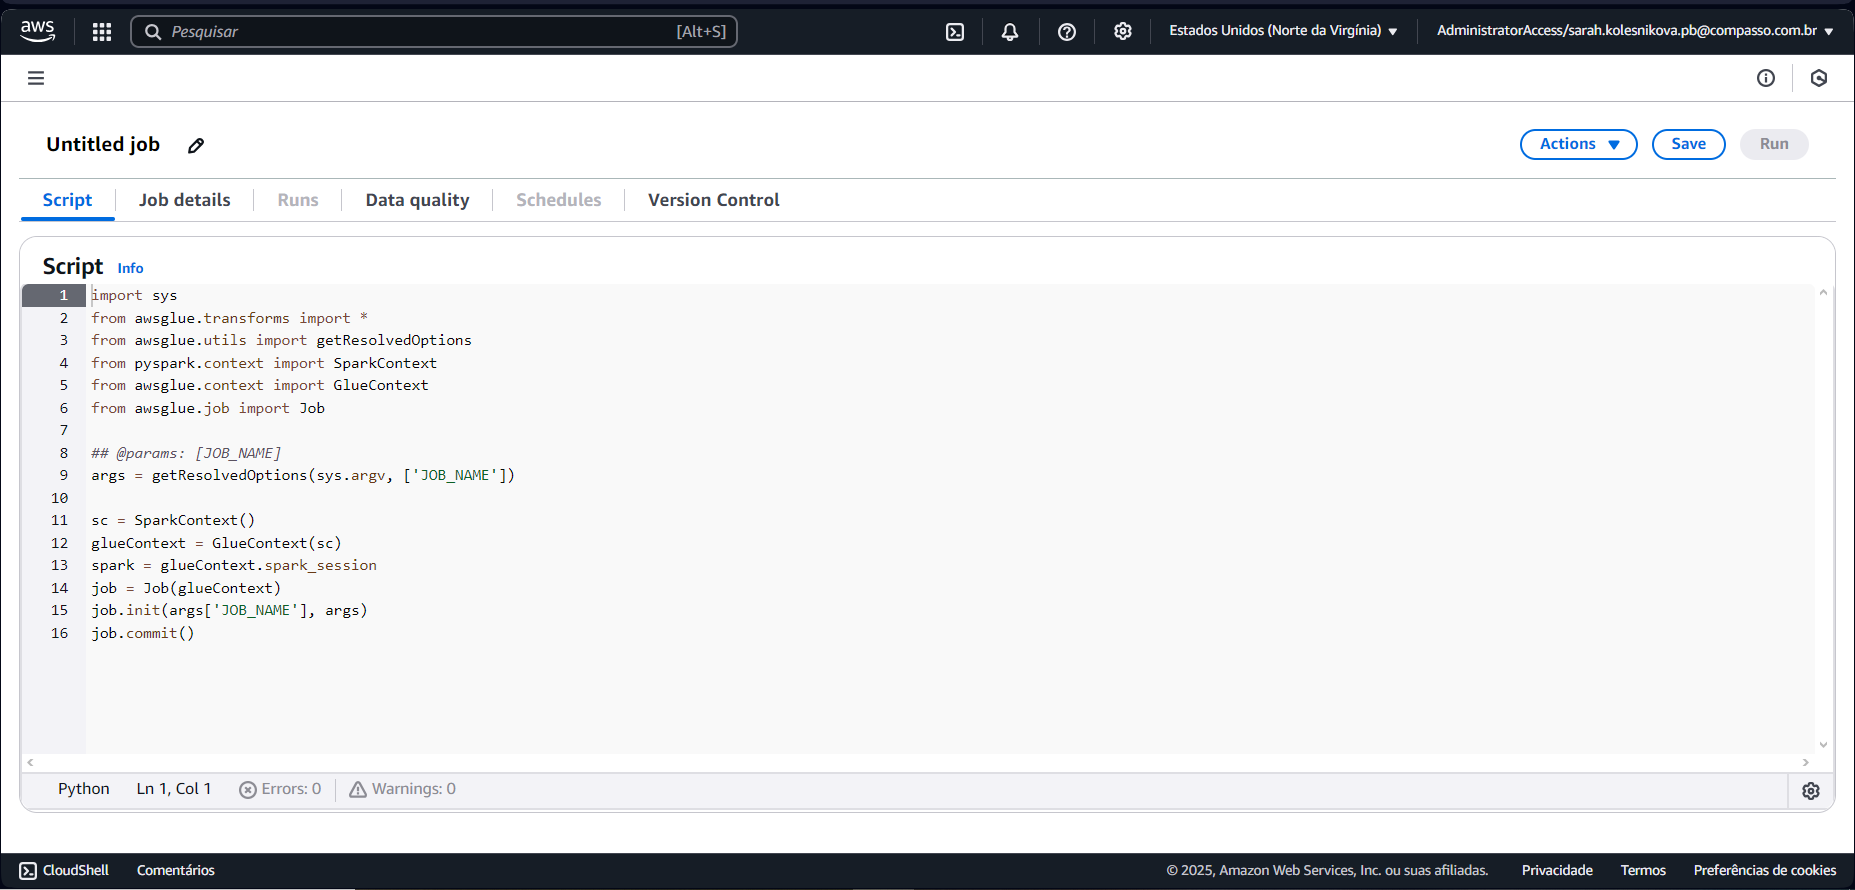 aws
Pesquisar [Alt+S]
Estados Unidos (Norte da Virgínia)
AdministratorAccess/sarah.kolesnikova.pb@compasso.com.br
Untitled job
Actions
Save
Run
Script
Job details
Runs
Data quality
Schedules
Version Control
Script Info
1 import sys
2 from awsglue.transforms import *
3 from awsglue.utils import getResolvedOptions
4 from pyspark.context import SparkContext
5 from awsglue.context import GlueContext
6 from awsglue.job import Job
7
8 ## @params: [JOB_NAME]
9 args = getResolvedOptions(sys.argv, ['JOB_NAME'])
10
11 sc = SparkContext()
12 glueContext = GlueContext(sc)
13 spark = glueContext.spark_session
14 job = Job(glueContext)
15 job.init(args['JOB_NAME'], args)
16 job.commit()
Python
Ln 1, Col 1
Errors: 0
Warnings: 0
CloudShell
Comentários
© 2025, Amazon Web Services, Inc. ou suas afiliadas.
Privacidade
Termos
Preferências de cookies